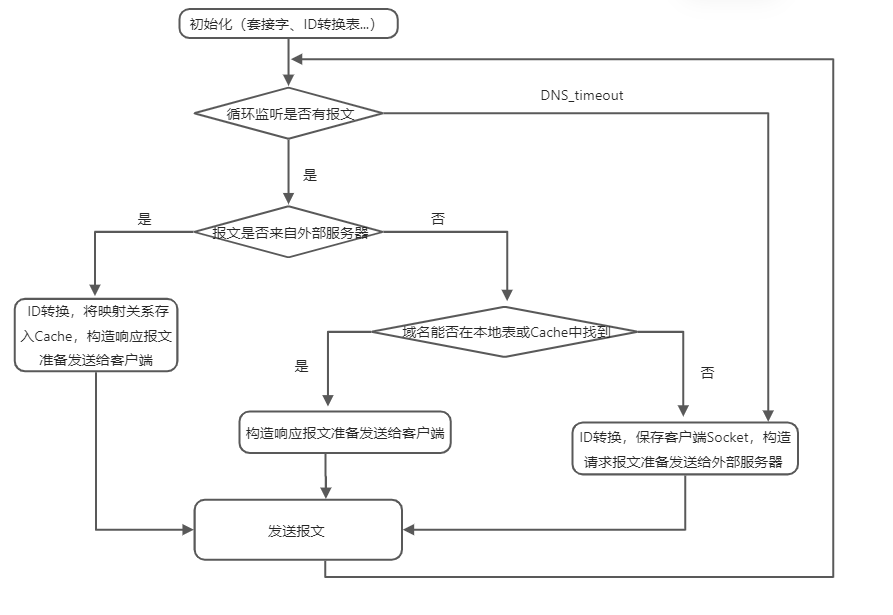 初始化（套接字、ID转换表...）
DNS_timeout
循环监听是否有报文
是
是
否
报文是否来自外部服务器
ID转换，将映射关系存
入Cache，构造响应报文
准备发送给客户端
域名能否在本地表或Cache中找到
是
否
构造响应报文准备发送给客户端
ID转换，保存客户端Socket，构造
请求报文准备发送给外部服务器
发送报文